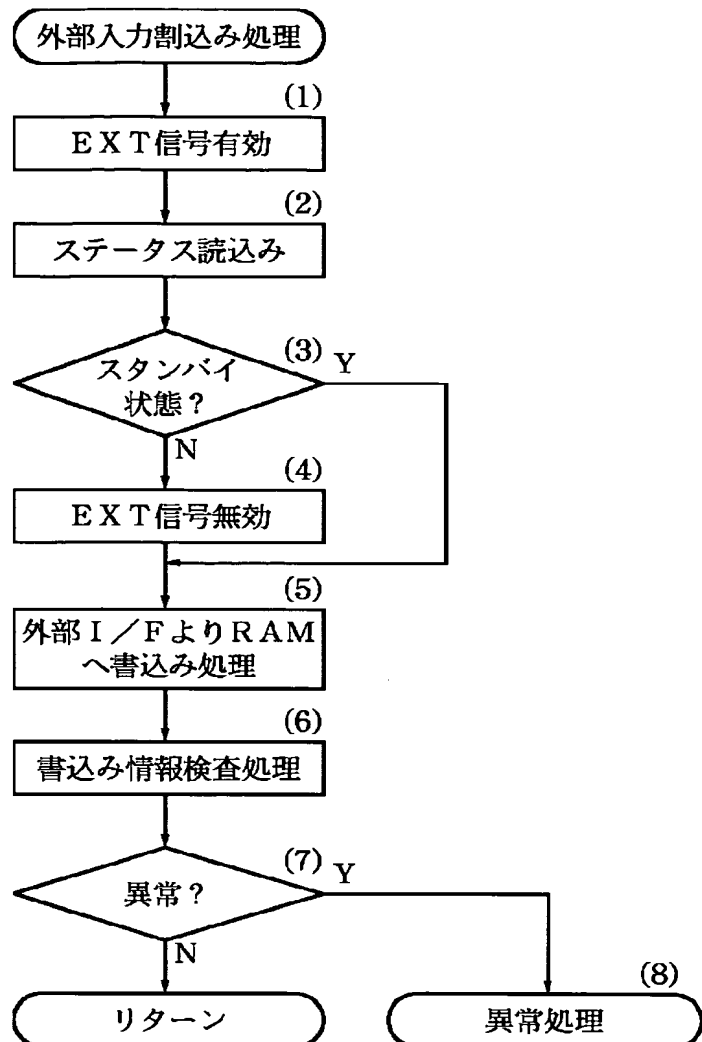 外部入力割込み処理
(1)
EXT信号有効
(2)
ステータス読込み
(3)
スタンバイ
状態？
Y
N
(4)
EXT信号無効
(5)
外部I／FよりRAM
へ書込み処理
(6)
書込み情報検査処理
(7)
異常？
Y
N
(8)
リターン
異常処理